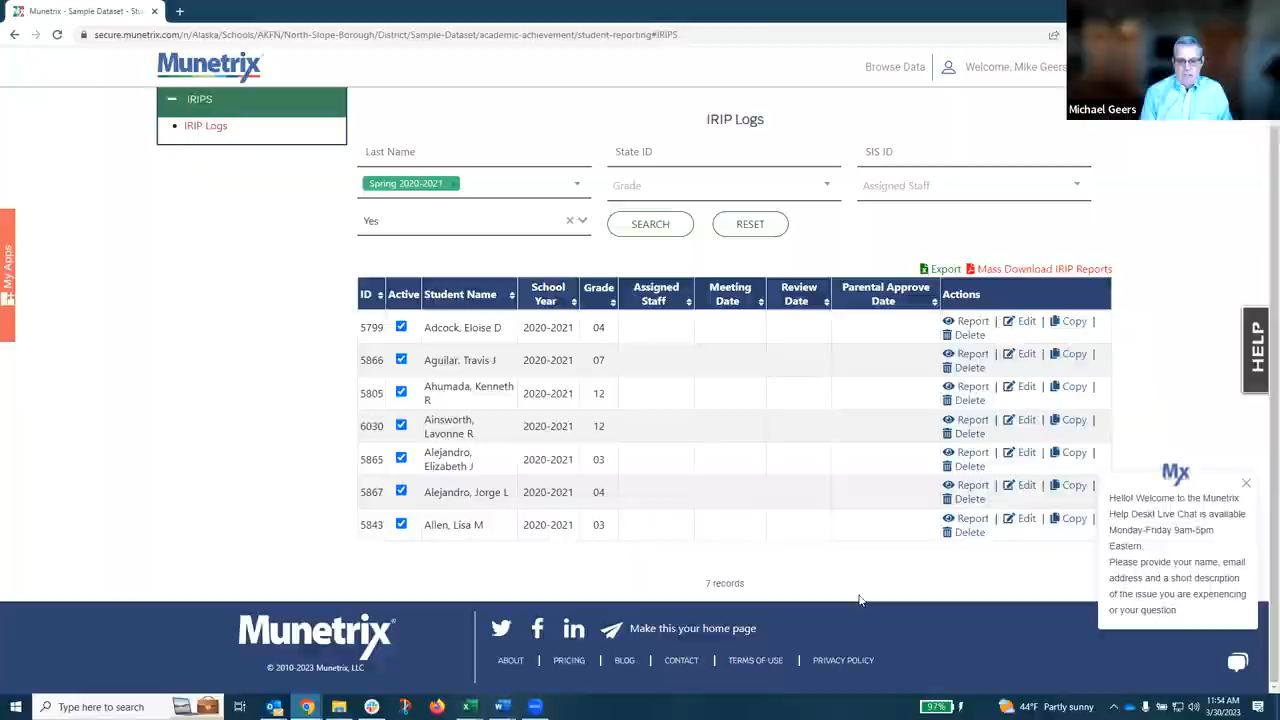 Munetrix - Sample Dataset - Stu
secure.munetrix.com/n/Alaska/Schools/AKFN/North-Slope-Borough/District/Sample-Dataset/academic-achievement/student-reporting#IRIPS
Munetrix
Browse Data
Welcome, Mike Geers
Michael Geers
IRIPS
IRIP Logs
IRIP Logs
Last Name State ID SIS ID
Spring 2020-2021 Grade Assigned Staff
Yes SEARCH RESET
Export Mass Download IRIP Reports
ID Active Student Name School Year Grade Assigned Staff Meeting Date Review Date Parental Approve Date Actions
5799 Adcock, Eloise D 2020-2021 04 Report | Edit | Copy |
Delete
5866 Aguilar, Travis J 2020-2021 07 Report | Edit | Copy |
Delete
5805 Ahumada, Kenneth R 2020-2021 12 Report | Edit | Copy |
Delete
6030 Ainsworth, Lavonne R 2020-2021 12 Report | Edit | Copy |
Delete
5865 Alejandro, Elizabeth J 2020-2021 03 Report | Edit | Copy |
Delete
5867 Alejandro, Jorge L 2020-2021 04 Report | Edit | Copy |
Delete
5843 Allen, Lisa M 2020-2021 03 Report | Edit | Copy |
Delete
7 records
My Apps
HELP
Mx
Hello! Welcome to the Munetrix
Help Desk! Live Chat is available
Monday-Friday 9am-5pm
Eastern.
Please provide your name, email
address and a short description
of the issue you are experiencing
or your question
Munetrix
© 2010-2023 Munetrix, LLC
Make this your home page
ABOUT | PRICING | BLOG | CONTACT | TERMS OF USE | PRIVACY POLICY
Type here to search
97%
44°F Partly sunny
11:54 AM
3/30/2023